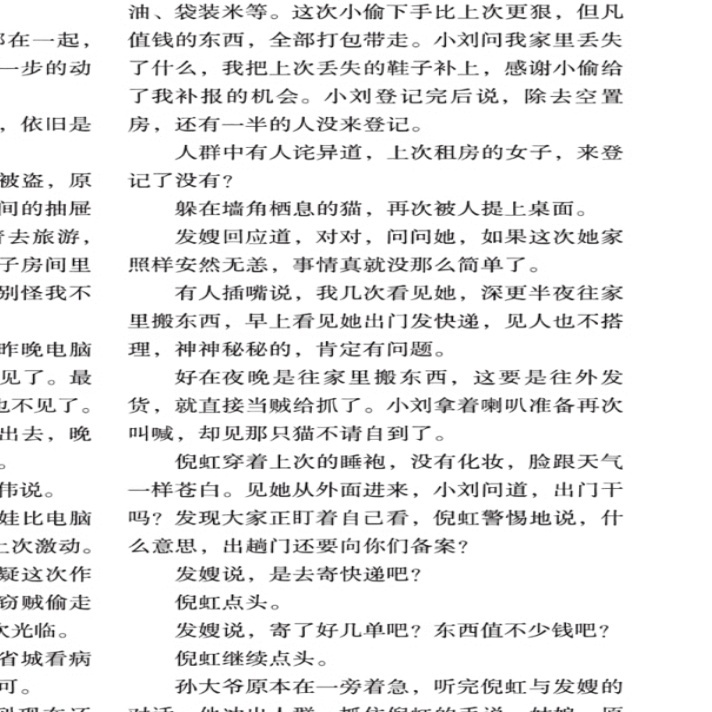 都在一起，
一步的动
，依旧是
被盗，原
间的抽屉
去旅游，
子房间里
别怪我不
昨晚电脑
见了。最
也不见了。
出去，晚
。
伟说。
娃比电脑
上次激动。
疑这次作
窃贼偷走
次光临。
省城看病
可。
油、袋装米等。这次小偷下手比上次更狠，但凡
值钱的东西，全部打包带走。小刘问我家里丢失
了什么，我把上次丢失的鞋子补上，感谢小偷给
了我补报的机会。小刘登记完后说，除去空置
房，还有一半的人没来登记。
人群中有人诧异道，上次租房的女子，来登
记了没有？
躲在墙角栖息的猫，再次被人提上桌面。
发嫂回应道，对对，问问她，如果这次她家
照样安然无恙，事情真就没那么简单了。
有人插嘴说，我几次看见她，深更半夜往家
里搬东西，早上看见她出门发快递，见人也不搭
理，神神秘秘的，肯定有问题。
好在夜晚是往家里搬东西，这要是往外发
货，就直接当贼给抓了。小刘拿着喇叭准备再次
叫喊，却见那只猫不请自到了。
倪虹穿着上次的睡袍，没有化妆，脸跟天气
一样苍白。见她从外面进来，小刘问道，出门干
吗？发现大家正盯着自己看，倪虹警惕地说，什
么意思，出趟门还要向你们备案？
发嫂说，是去寄快递吧？
倪虹点头。
发嫂说，寄了好几单吧？东西值不少钱吧？
倪虹继续点头。
孙大爷原本在一旁着急，听完倪虹与发嫂的